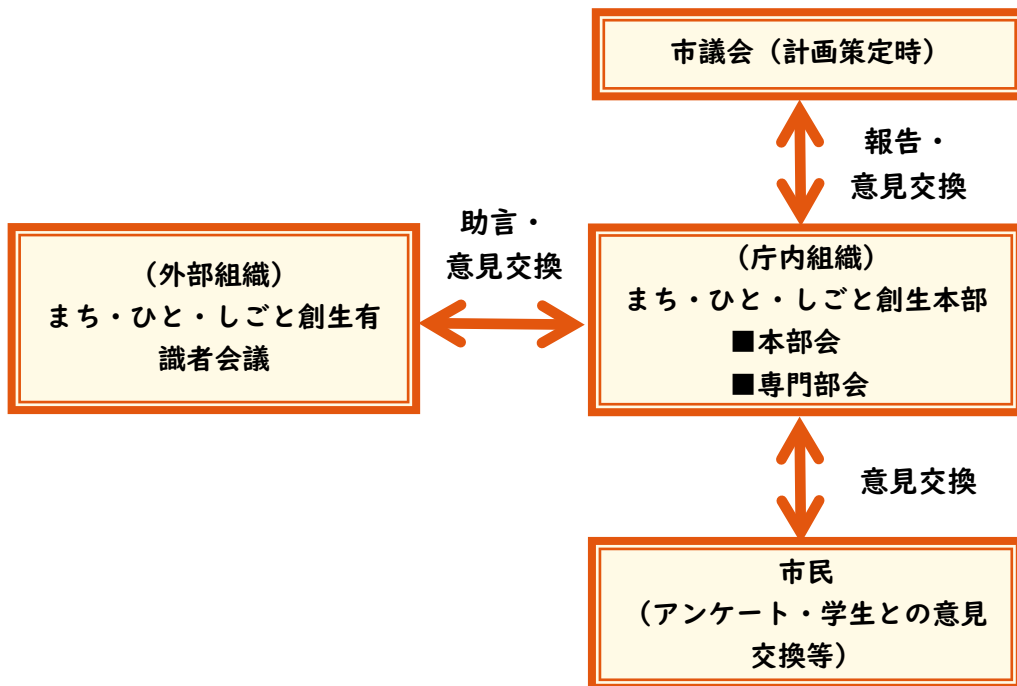 市議会（計画策定時）
報告・
意見交換
助言・
意見交換
（外部組織）
まち・ひと・しごと創生有
識者会議
（庁内組織）
まち・ひと・しごと創生本部
■本部会
■専門部会
意見交換
市民
（アンケート・学生との意見
交換等）